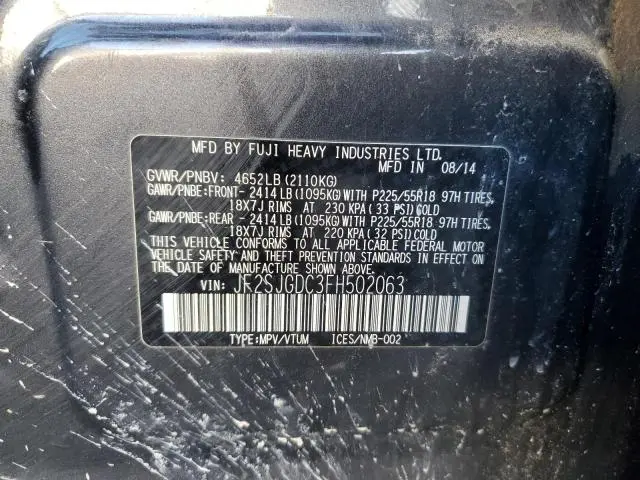 MFD BY FUJI HEAVY INDUSTRIES LTD.
MFD IN 08/14
GVWR/PNBV: 4652LB(2110KG)
GAWR/PNBE:FRONT- 2414LB(1095KG)WITH P225/55R18 97H TIRES,
18X7J RIMS AT 230 KPA(33 PSI)COLD
GAWR/PNBE:REAR - 2414LB(1095KG)WITH P225/55R18 97H TIRES,
18X7J RIMS AT 220 KPA(32 PSI)COLD
THIS VEHICLE CONFORMS TO ALL APPLICABLE FEDERAL MOTOR
VEHICLE SAFETY AND THEFT PREVENTION STANDARDS IN EFFECT
ON THE DATE OF MANUFACTURE SHOWN ABOVE.
VIN: JF2SJGDC3FH502063
TYPE:MPV/VTUM ICES/NMB-002